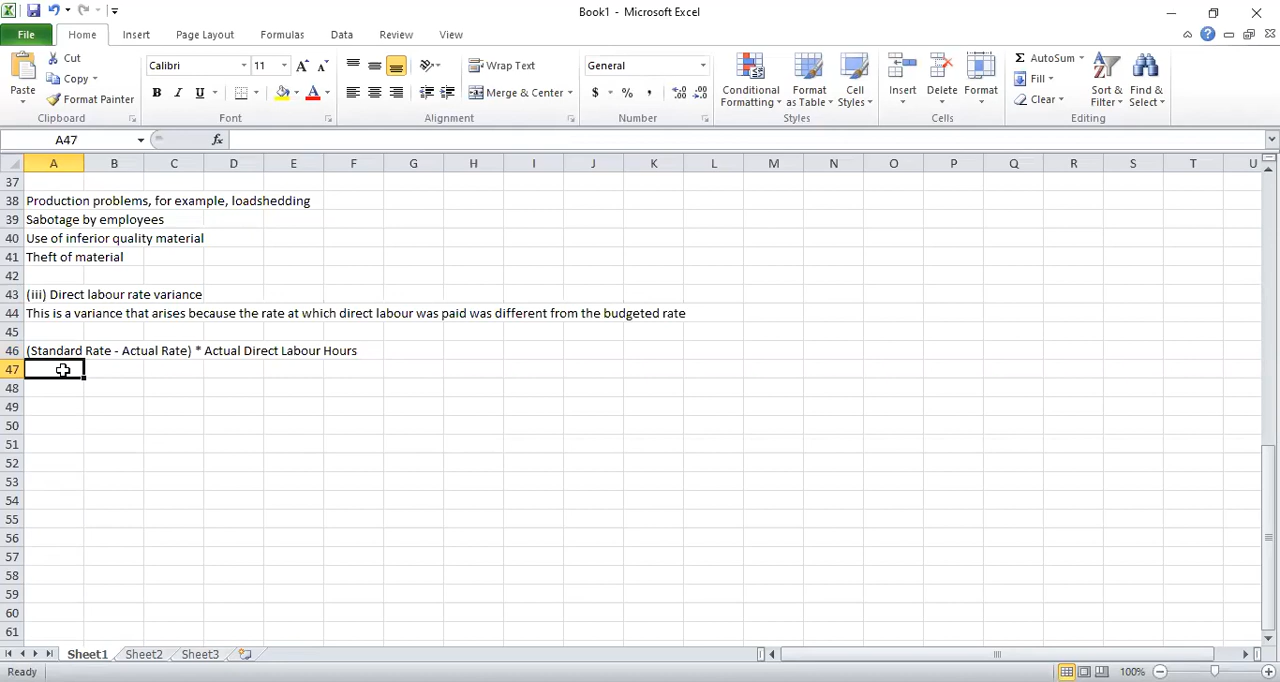 Book1 - Microsoft Excel
File Home Insert Page Layout Formulas Data Review View
Paste Cut Copy Format Painter
Calibri 11 B I U
Wrap Text Merge & Center
General $ % ,
Conditional Formatting Format as Table Cell Styles
Insert Delete Format
Σ AutoSum Fill Clear Sort & Filter Find & Select
Clipboard Font Alignment Number Styles Cells Editing
A47 fx
A B C D E F G H I J K L M N O P Q R S T U
37
38 Production problems, for example, loadshedding
39 Sabotage by employees
40 Use of inferior quality material
41 Theft of material
42
43 (iii) Direct labour rate variance
44 This is a variance that arises because the rate at which direct labour was paid was different from the budgeted rate
45
46 (Standard Rate - Actual Rate) * Actual Direct Labour Hours
47
48
49
50
51
52
53
54
55
56
57
58
59
60
61
Sheet1 Sheet2 Sheet3
Ready 100%